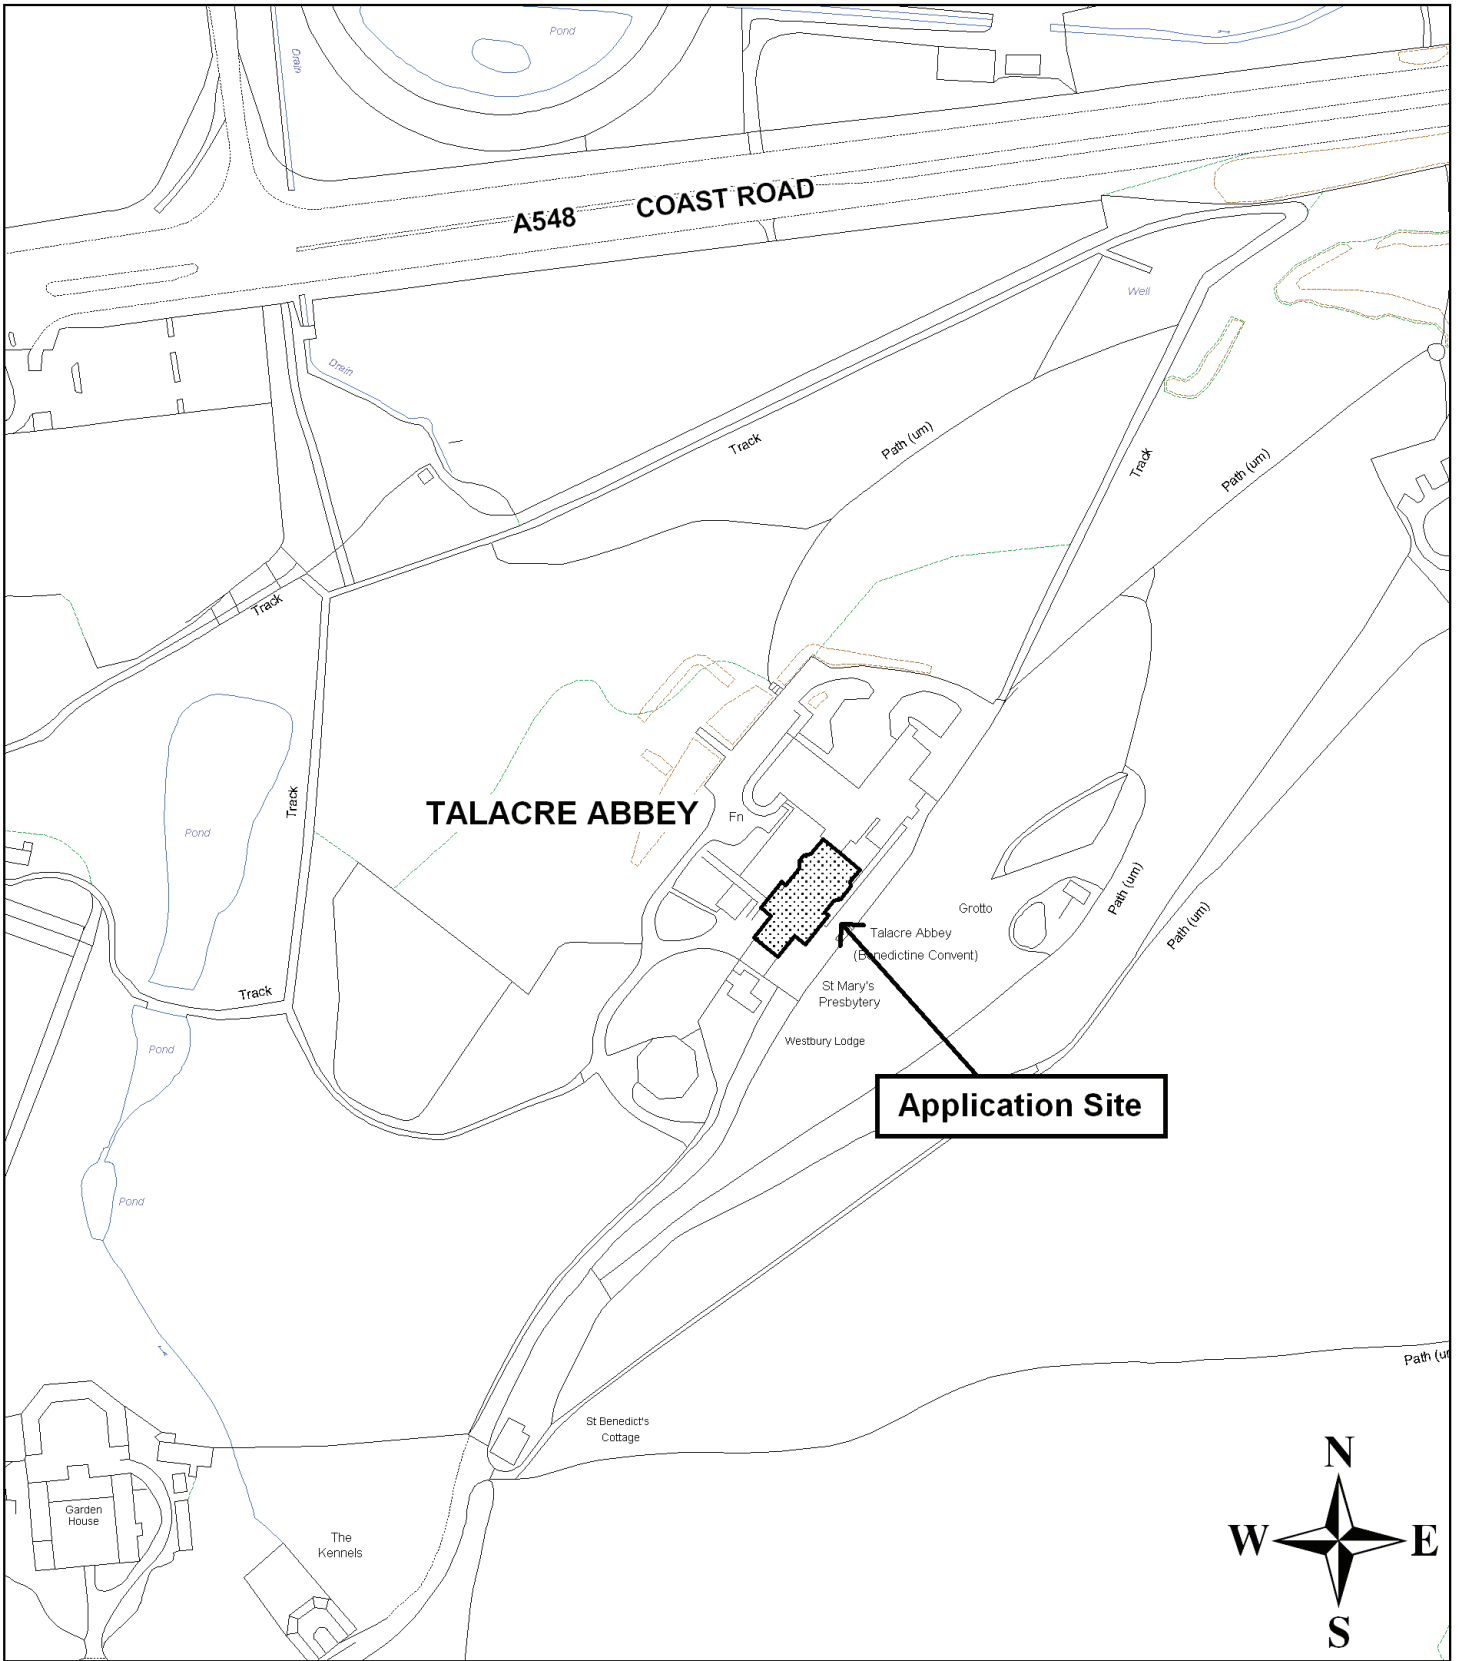 Pond
Drain
A548 COAST ROAD
Well
Drain
Track
Path (um)
Track
Path (um)
Track
Track
TALACRE ABBEY
Fn
Pond
Path (um)
Grotto
Path (um)
Talacre Abbey
(Benedictine Convent)
St Mary's
Presbytery
Track
Westbury Lodge
Pond
Application Site
Pond
Path (um
St Benedict's
Cottage
Garden
House
The
Kennels
N
W E
S